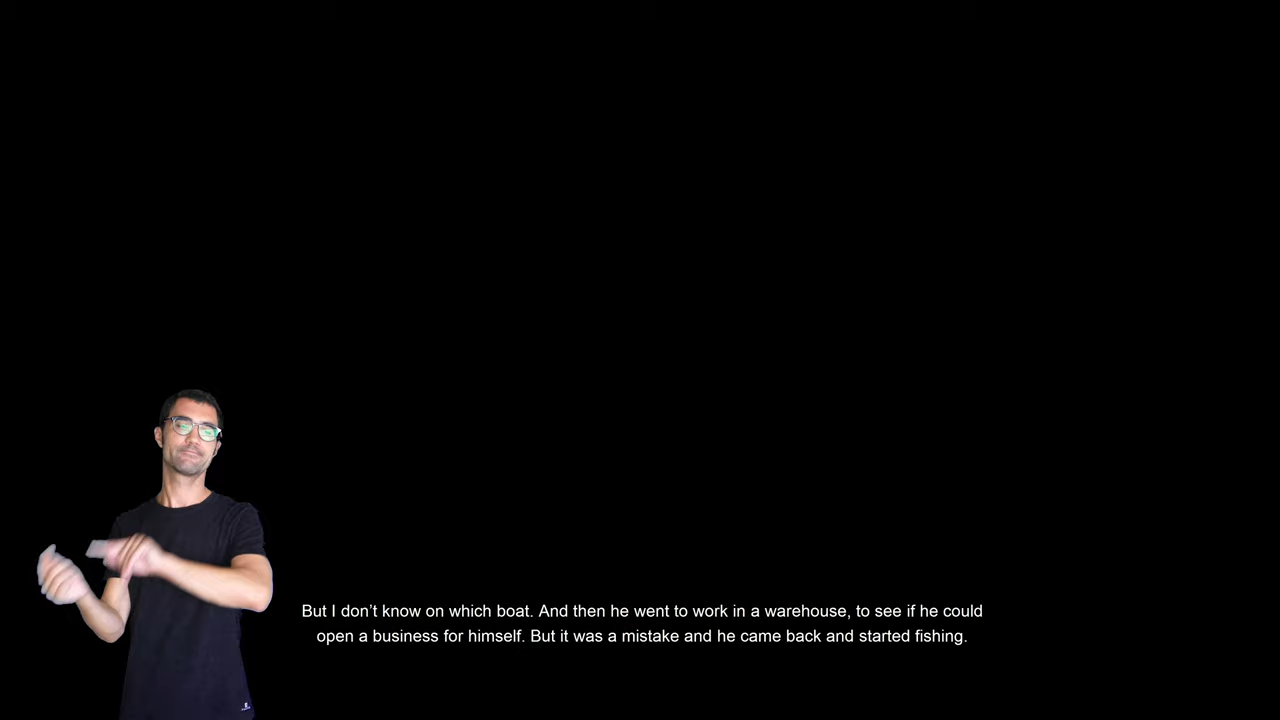 But I don’t know on which boat. And then he went to work in a warehouse, to see if he could
open a business for himself. But it was a mistake and he came back and started fishing.